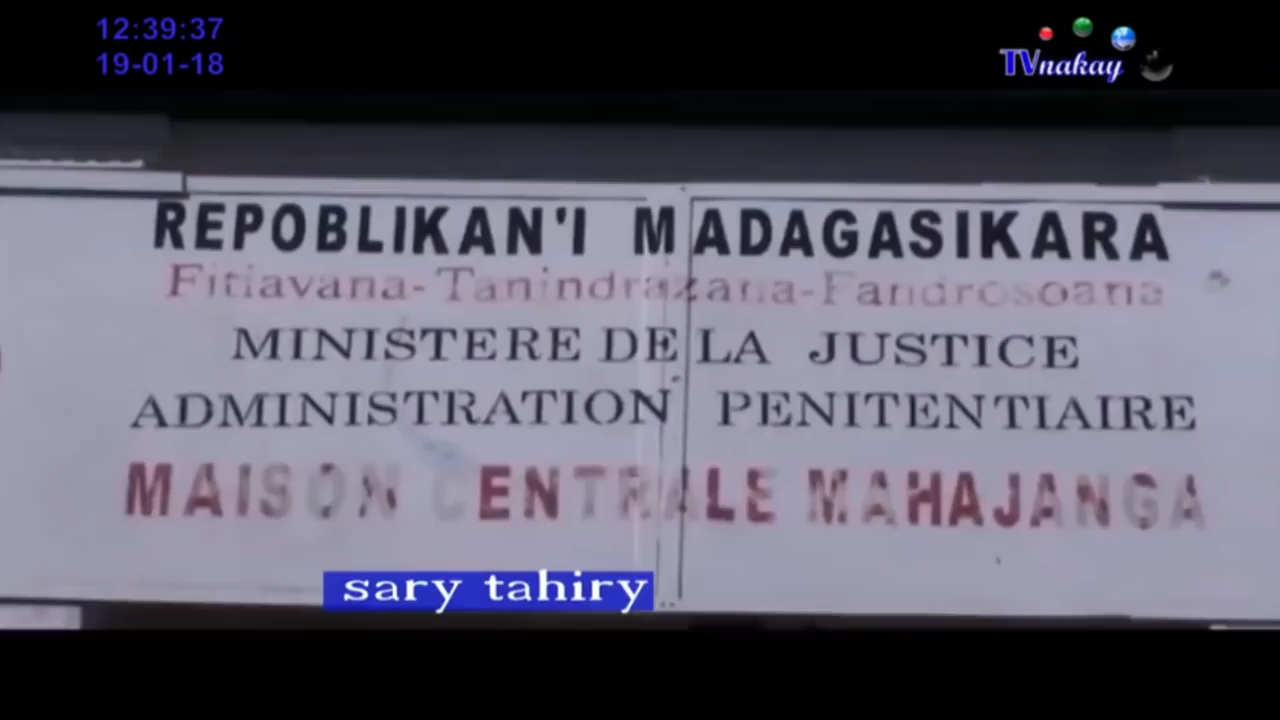 12:39:37
19-01-18
TVnakay
REPOBLIKAN'I MADAGASIKARA
Fitiavana-Tanindrazana-Fandrosoana
MINISTERE DE LA JUSTICE
ADMINISTRATION PENITENTIAIRE
MAISON CENTRALE MAHAJANGA
sary tahiry